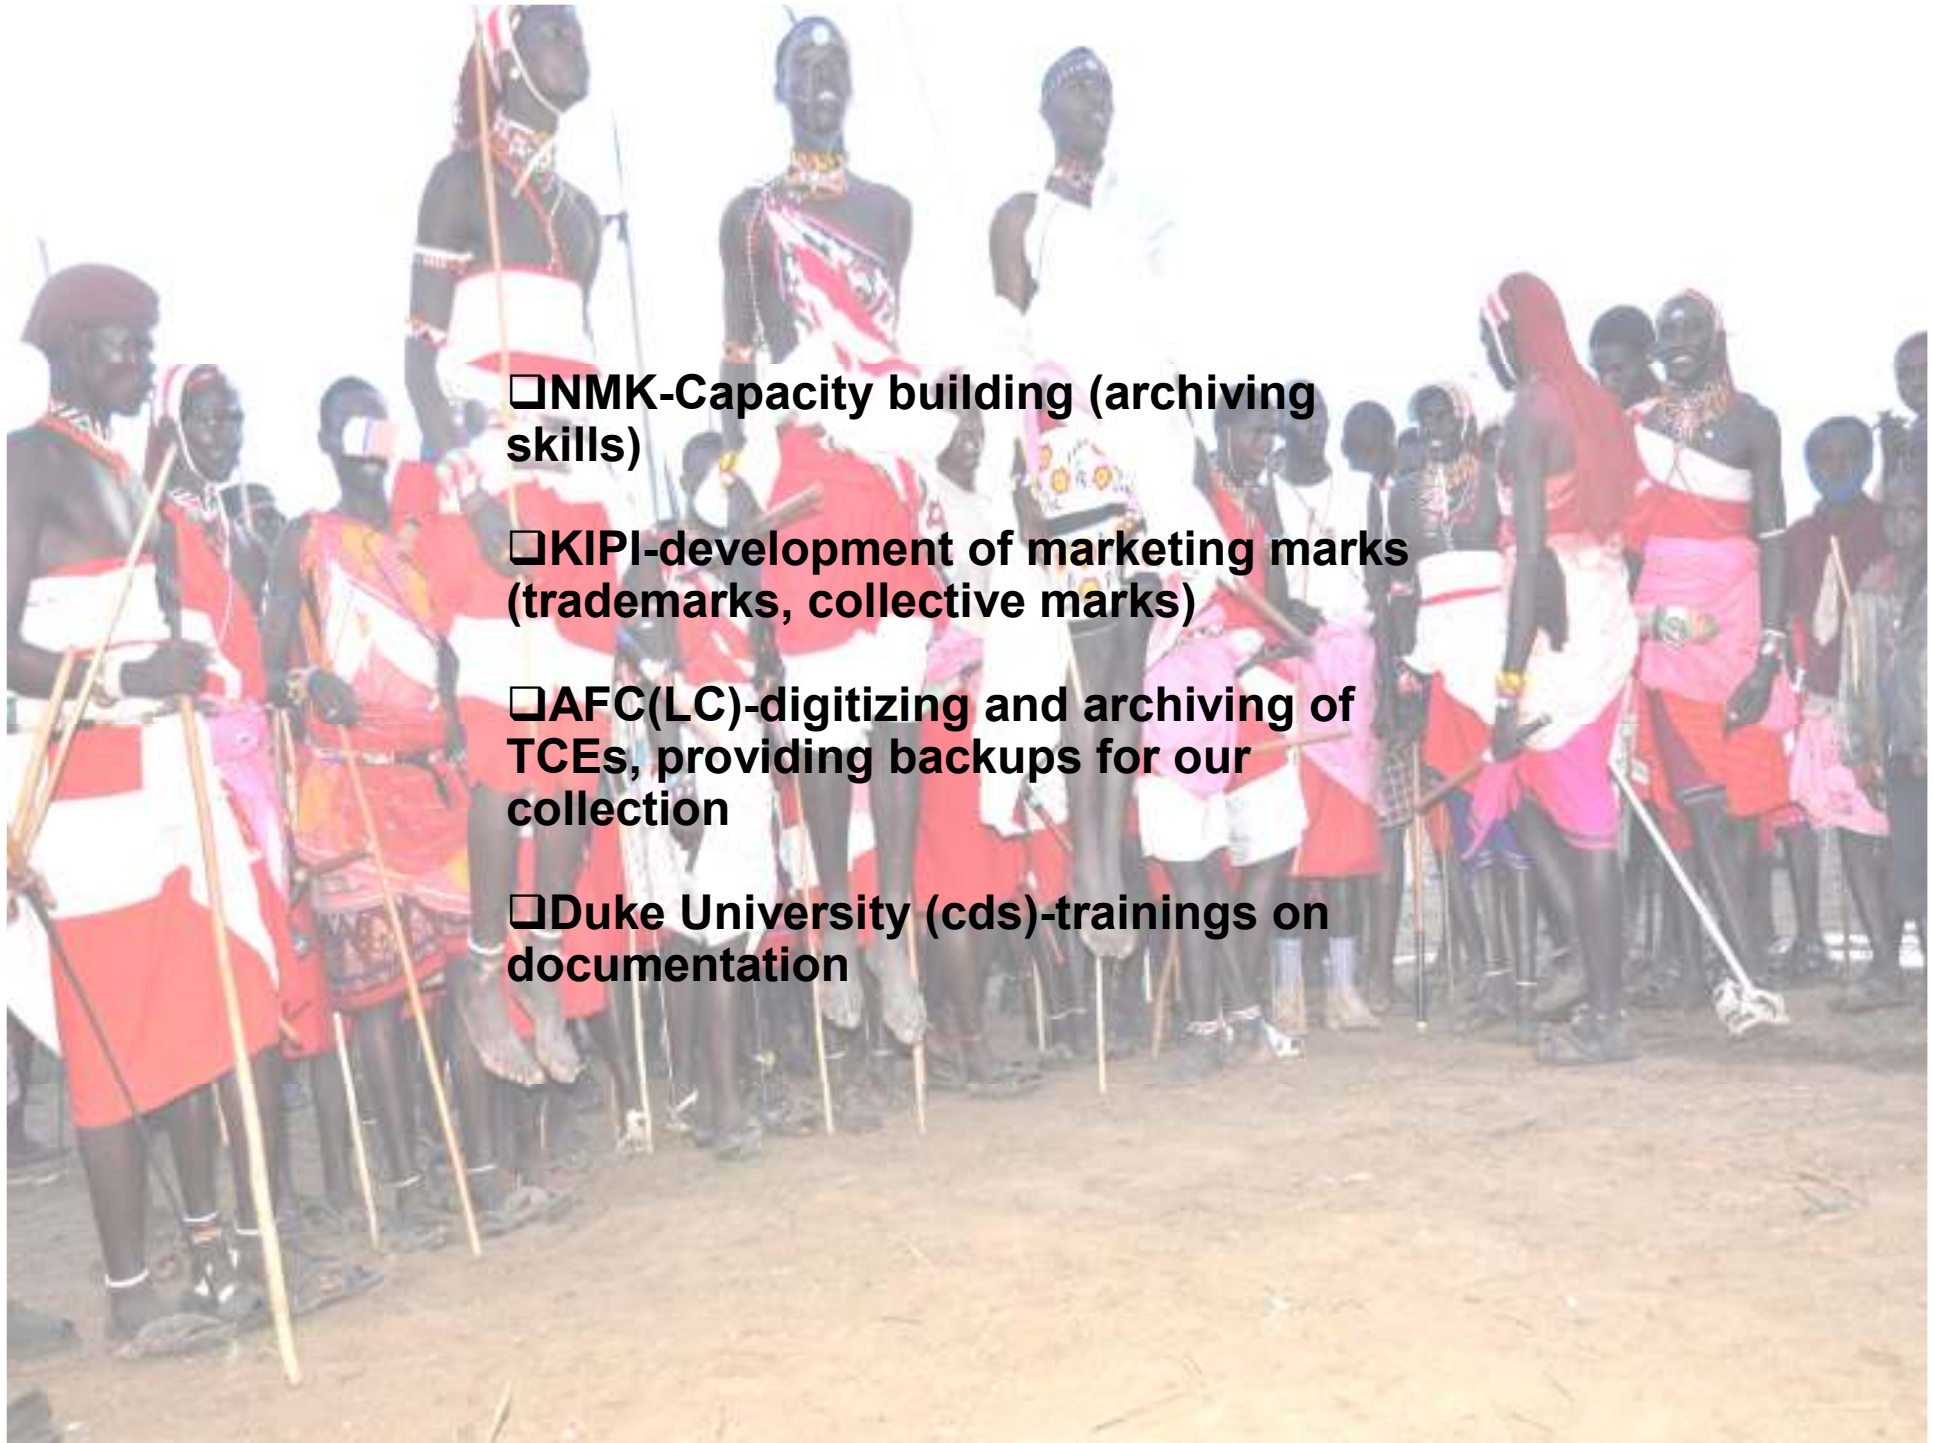 ❑NMK-Capacity building (archiving
skills)
❑KIPI-development of marketing marks
(trademarks, collective marks)
❑AFC(LC)-digitizing and archiving of
TCEs, providing backups for our
collection
❑Duke University (cds)-trainings on
documentation